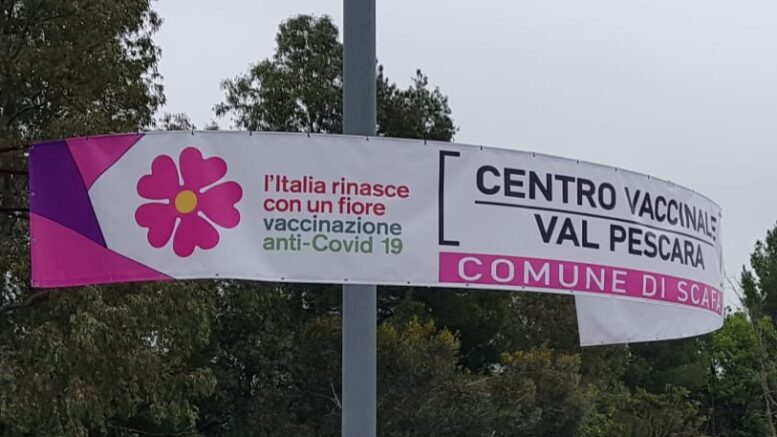 l'Italia rinasce
con un fiore
vaccinazione
anti-Covid 19
CENTRO VACCINALE
VAL PESCARA
COMUNE DI SCAFA